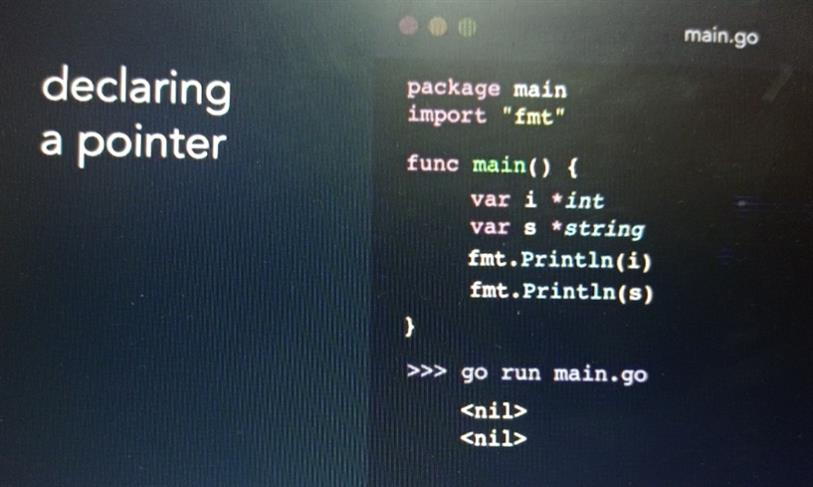 declaring
a pointer
main.go
package main
import "fmt"
func main() {
var i *int
var s *string
fmt.Println(i)
fmt.Println(s)
}
>>> go run main.go
<nil>
<nil>